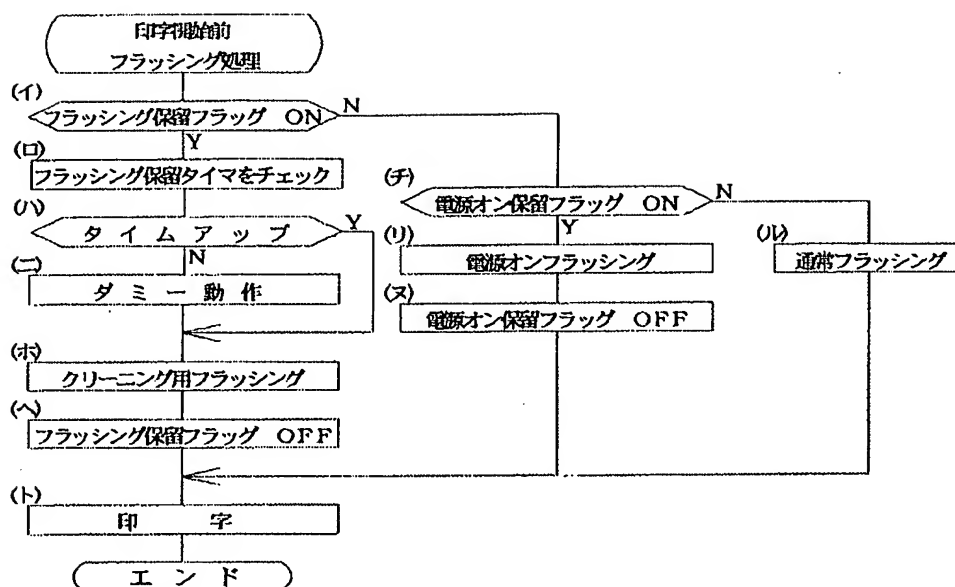 印字開始前
フラッシング処理
(イ)
フラッシング保留フラッグ ON
N
Y
(ロ)
フラッシング保留タイマをチェック
(ハ)
タイムアップ
Y
N
(ニ)
ダミー動作
(ホ)
クリーニング用フラッシング
(ヘ)
フラッシング保留フラッグ OFF
(チ)
電源オン保留フラッグ ON
N
Y
(リ)
電源オンフラッシング
(ヌ)
電源オン保留フラッグ OFF
(ル)
通常フラッシング
(ト)
印字
エンド